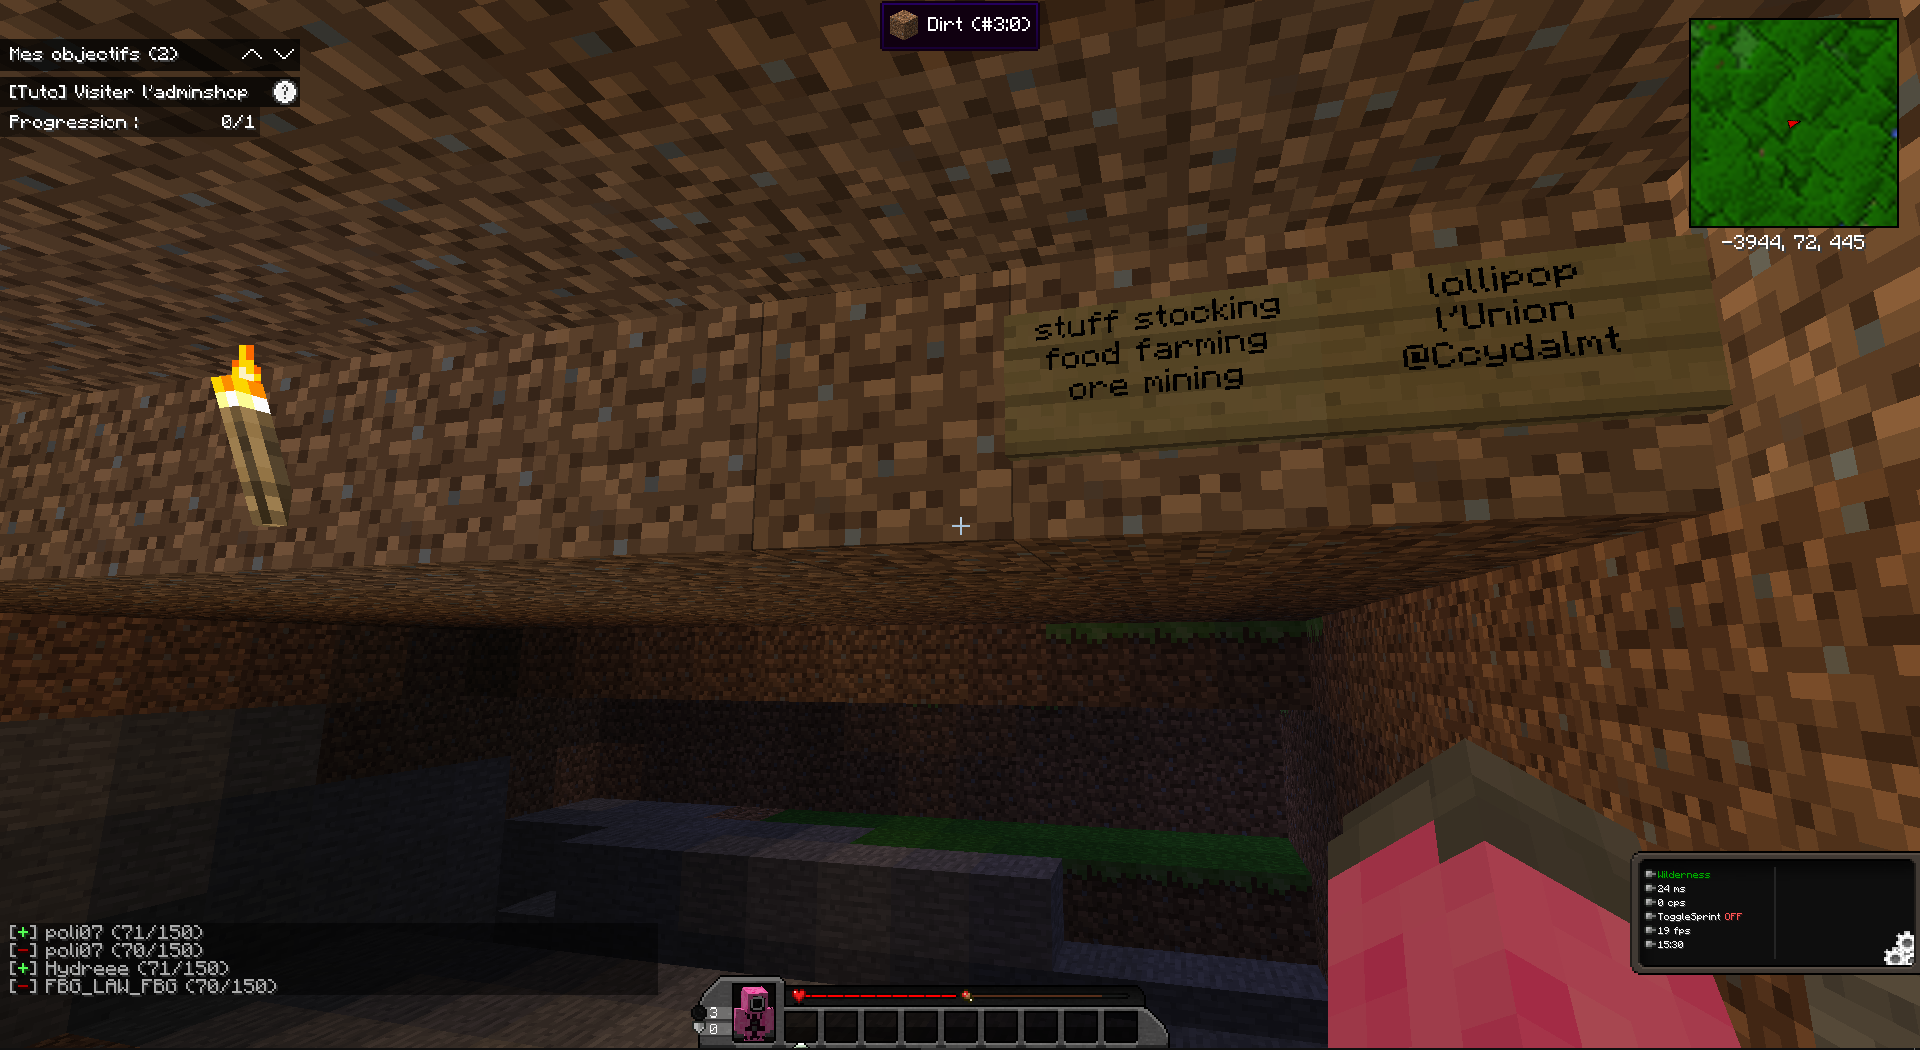 Mes objectifs (2)
[Tuto] Visiter l'adminshop
?
Progression : 0/1
Dirt (#3:0)
-3944, 72, 445
stuff stocking
food farming
ore mining
lollipop
l'Union
@Ccydalmt
[+] poli07 (71/150)
[-] poli07 (70/150)
[+] Hydreee (71/150)
[-] FBG_LAW_FBG (70/150)
3
0
Wilderness
24 ms
0 cps
ToggleSprint OFF
19 fps
15:30